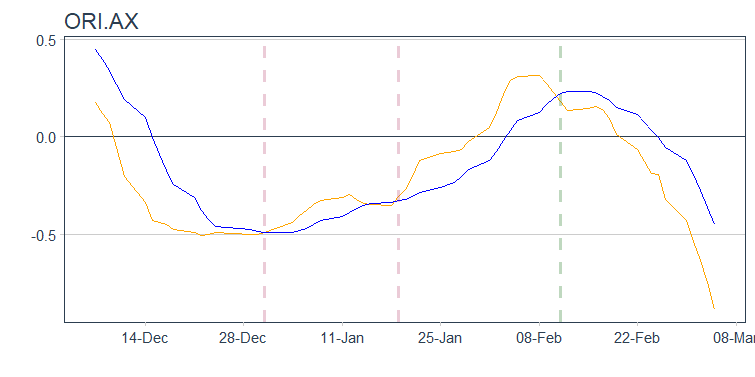 ORI.AX
0.5
0.0
-0.5
14-Dec
28-Dec
11-Jan
25-Jan
08-Feb
22-Feb
08-Mar